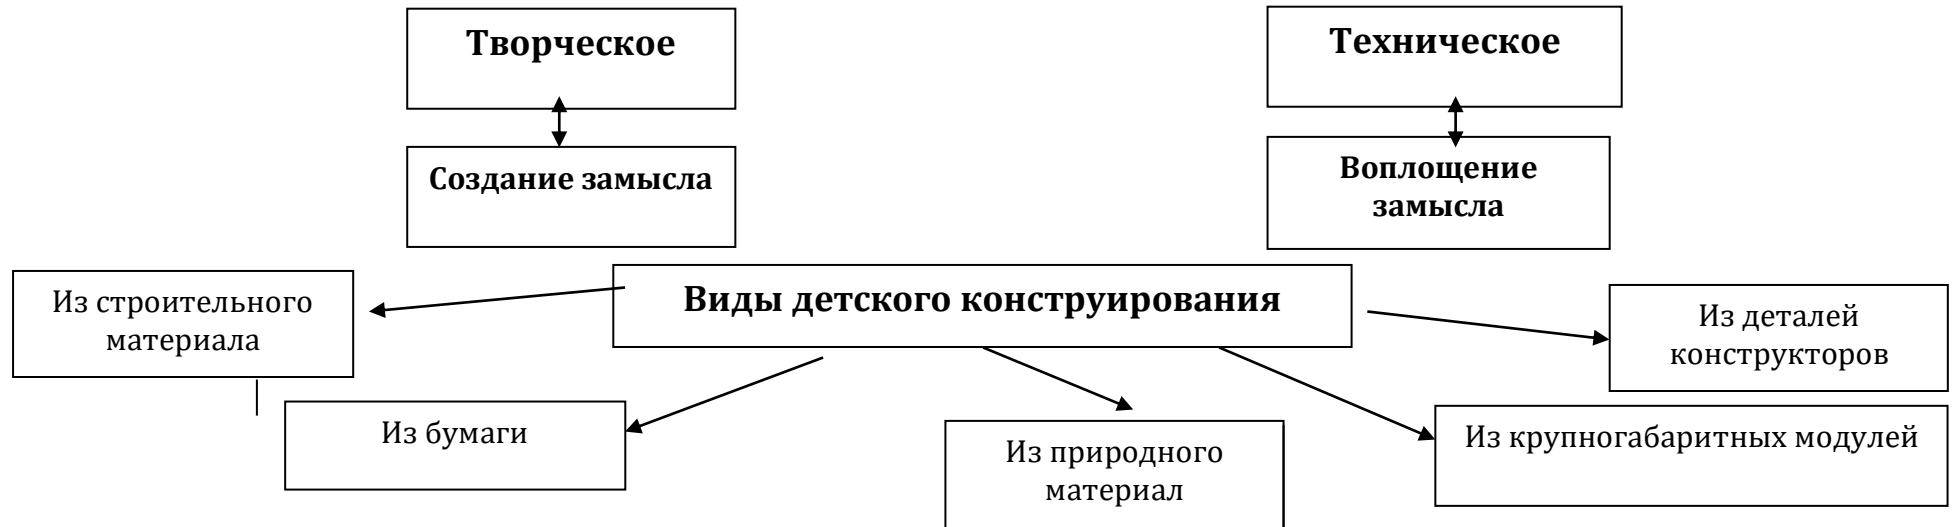 Творческое
Техническое
Создание замысла
Воплощение
замысла
Виды детского конструирования
Из строительного
материала
Из деталей
конструкторов
Из бумаги
Из природного
материал
Из крупногабаритных модулей